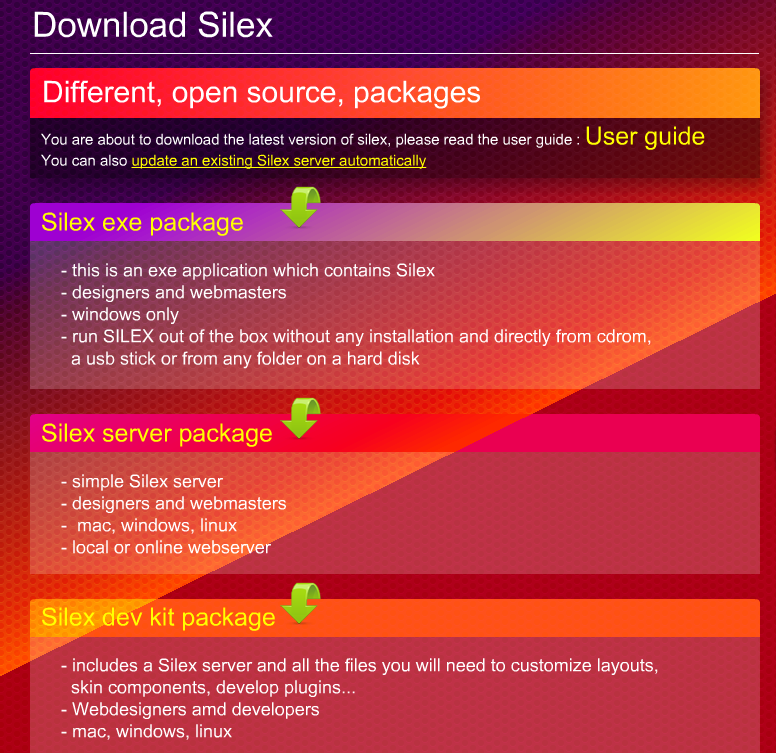 Download Silex
Different, open source, packages
You are about to download the latest version of silex, please read the user guide : User guide
You can also update an existing Silex server automatically
Silex exe package
- this is an exe application which contains Silex
- designers and webmasters
- windows only
- run SILEX out of the box without any installation and directly from cdrom,
a usb stick or from any folder on a hard disk
Silex server package
- simple Silex server
- designers and webmasters
-  mac, windows, linux
- local or online webserver
Silex dev kit package
- includes a Silex server and all the files you will need to customize layouts,
skin components, develop plugins...
- Webdesigners amd developers
- mac, windows, linux